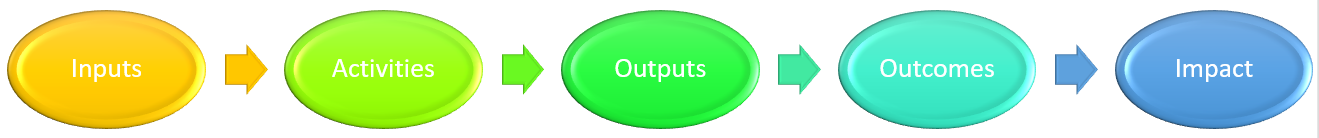 Inputs
Activities
Outputs
Outcomes
Impact